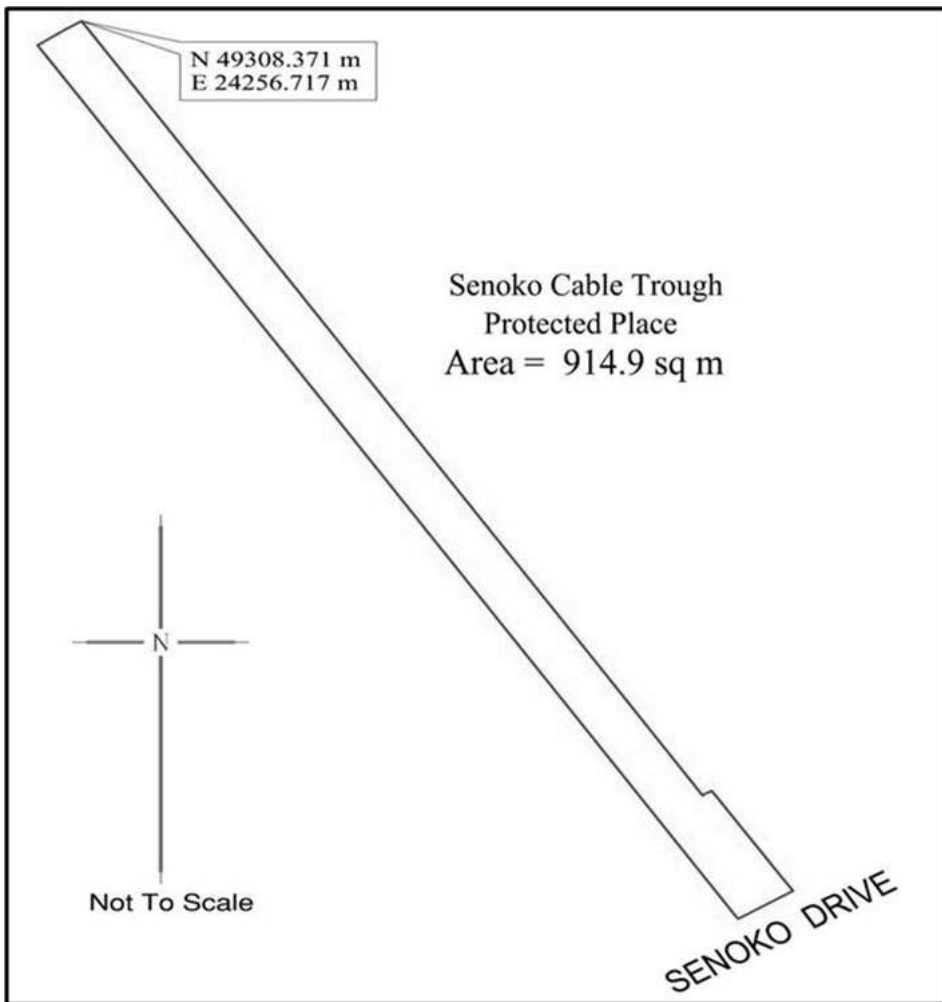 N 49308.371 m
E 24256.717 m
Senoko Cable Trough
Protected Place
Area = 914.9 sq m
N
Not To Scale
SENOKO DRIVE